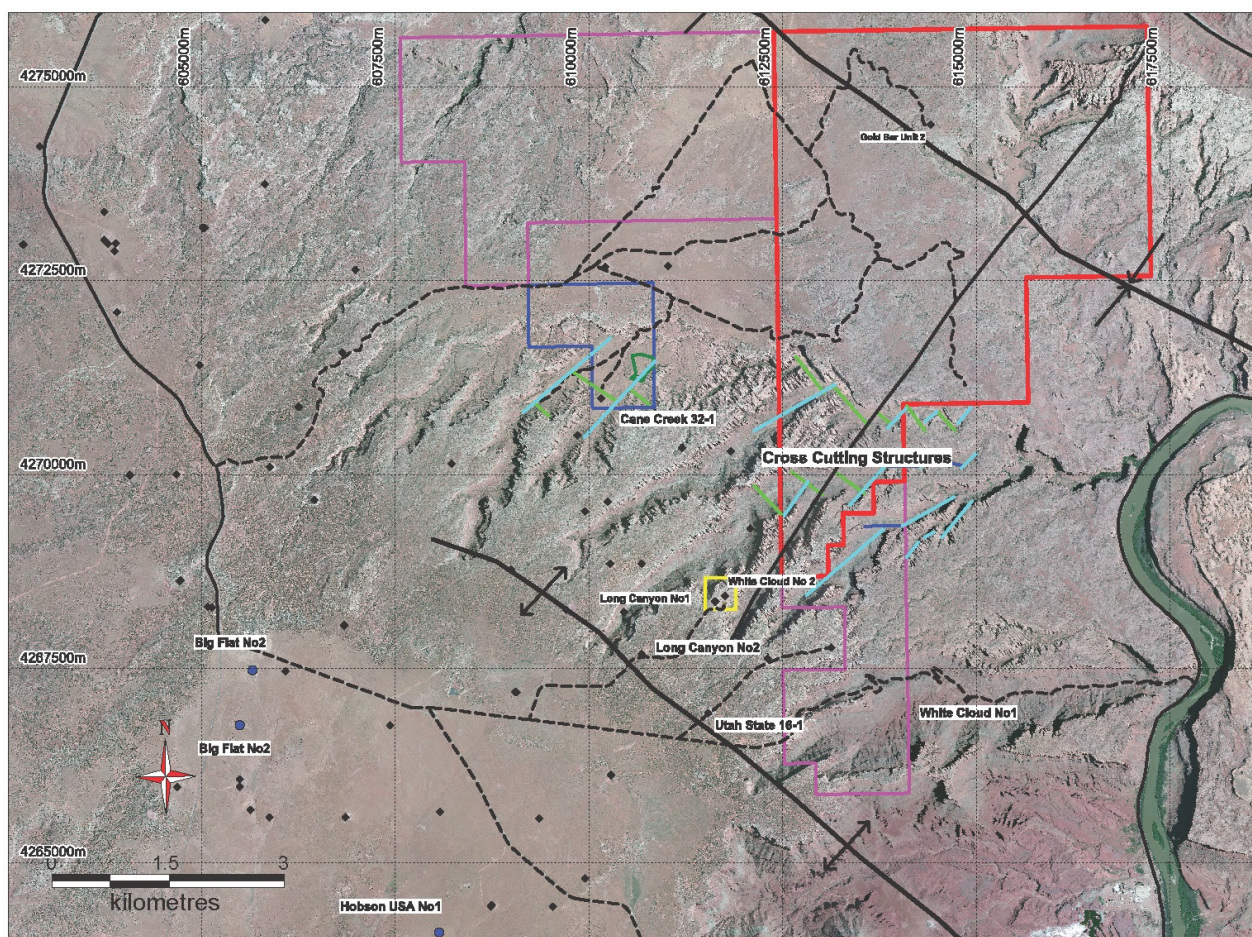 605000m
607500m
610000m
612500m
615000m
617500m
4275000m
Gold Bar Unit 2
4272500m
Cane Creek 32-1
Cross Cutting Structures
4270000m
White Cloud No 2
Long Canyon No1
Big Flat No2
Long Canyon No2
4267500m
White Cloud No1
Utah State 16-1
N
Big Flat No2
4265000m
0 1.5 3
kilometres
Hobson USA No1